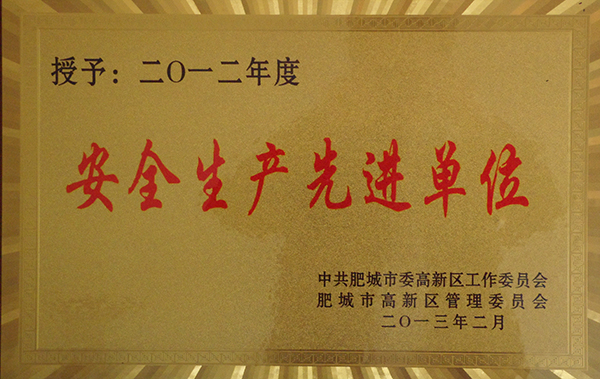 授予：二〇一二年度
安全生产先进单位
中共肥城市委高新区工作委员会
肥城市高新区管理委员会
二〇一三年二月